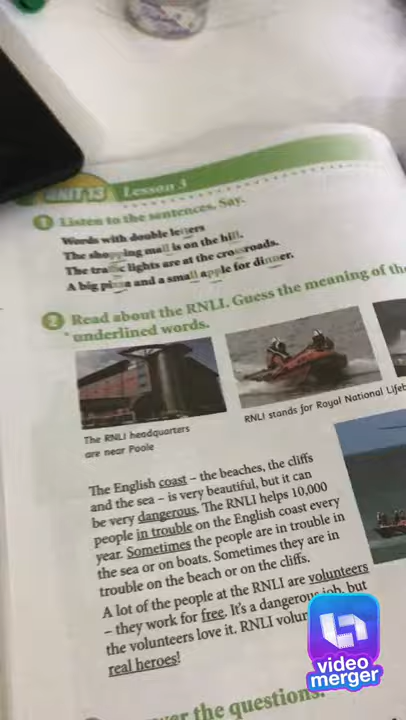 UNIT 13 Lesson 3
1 Listen to the sentences. Say.
Words with double letters
The shopping mall is on the hill.
The traffic lights are at the crossroads.
A big pizza and a small apple for dinner.
2 Read about the RNLI. Guess the meaning of the
underlined words.
The RNLI headquarters
are near Poole
RNLI stands for Royal National Lifeb
The English coast – the beaches, the cliffs
and the sea – is very beautiful, but it can
be very dangerous. The RNLI helps 10,000
people in trouble on the English coast every
year. Sometimes the people are in trouble in
the sea or on boats. Sometimes they are in
trouble on the beach or on the cliffs.
A lot of the people at the RNLI are volunteers
– they work for free. It's a dangerous job, but
the volunteers love it. RNLI volun
real heroes!
er the questions.
video
merger